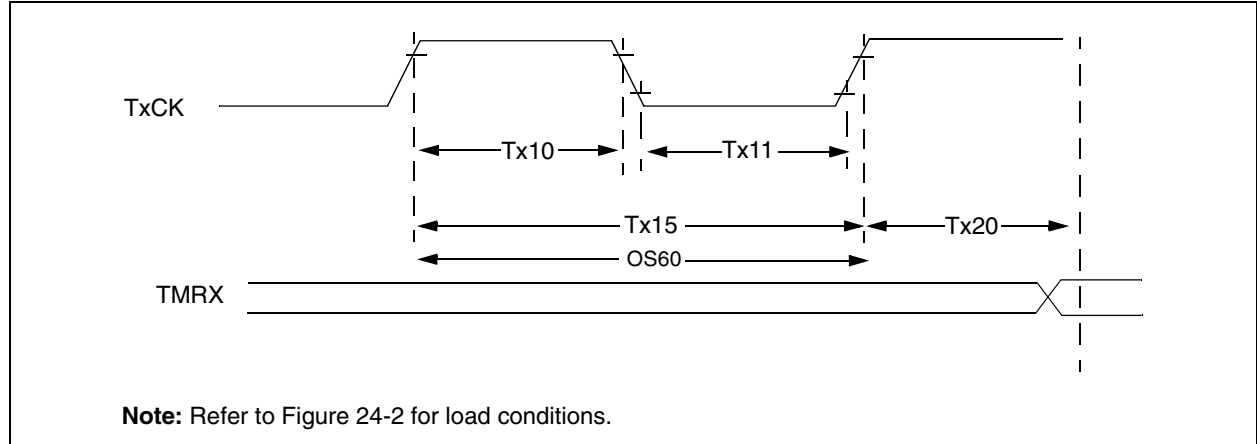 TxCK
Tx10
Tx11
Tx15
Tx20
OS60
TMRX
Note: Refer to Figure 24-2 for load conditions.